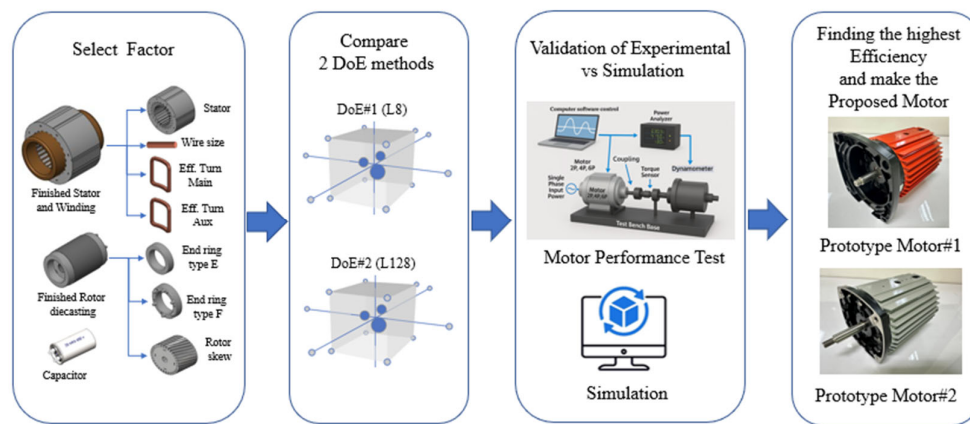 Select Factor
Stator
Wire size
Eff. Turn
Main
Eff. Turn
Aux
Finished Stator
and Winding
End ring
type E
End ring
type F
Finished Rotor
diecasting
Rotor
skew
Capacitor
Compare
2 DoE methods
DoE#1 (L8)
DoE#2 (L128)
Validation of Experimental
vs Simulation
Computer software control
Power
Analyzer
Motor
2P, 4P, 6P
Coupling
Torque
Sensor
Dynamometer
Single
Phase
Input
Power
Motor
2P, 4P, 6P
Test Bench Base
Motor Performance Test
Simulation
Finding the highest
Efficiency
and make the
Proposed Motor
Prototype Motor#1
Prototype Motor#2